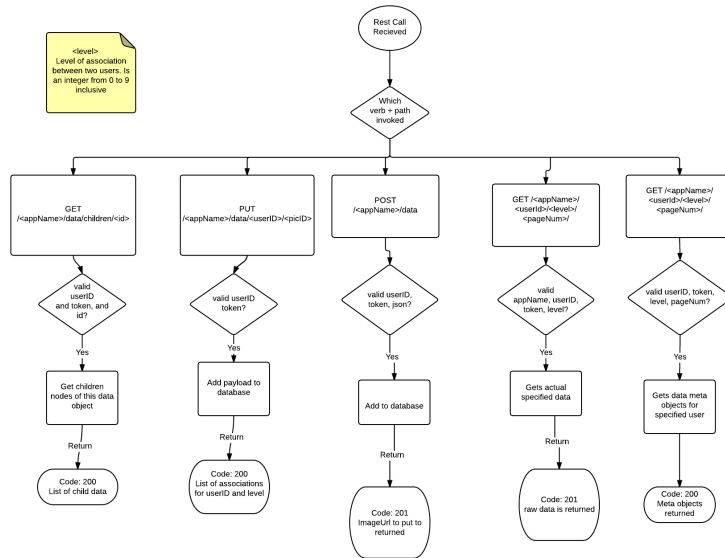 <level>
Level of association
between two users. Is
an integer from 0 to 9
inclusive
Rest Call
Recieved
Which
verb + path
invoked
GET
/<appName>/data/children/<id>
PUT
/<appName>/data/<userID>/<picID>
POST
/<appName>/data
GET /<appName>/
<userId>/<level>/
<pageNum>/
GET /<appName>/
<userId>/<level>/
<pageNum>/
valid
userID
and token, and
id?
valid userID
token?
valid userID,
token, json?
valid
appName, userID,
token, level?
valid userID, token,
level, pageNum?
Yes
Yes
Yes
Yes
Yes
Get children
nodes of this data
object
Add payload to
database
Add to database
Gets actual
specified data
Gets data meta
objects for
specified user
Return
Return
Return
Return
Return
Code: 200
List of child data
Code: 200
List of associations
for userID and level
Code: 201
ImageUrl to put to
returned
Code: 201
raw data is returned
Code: 200
Meta objects
returned